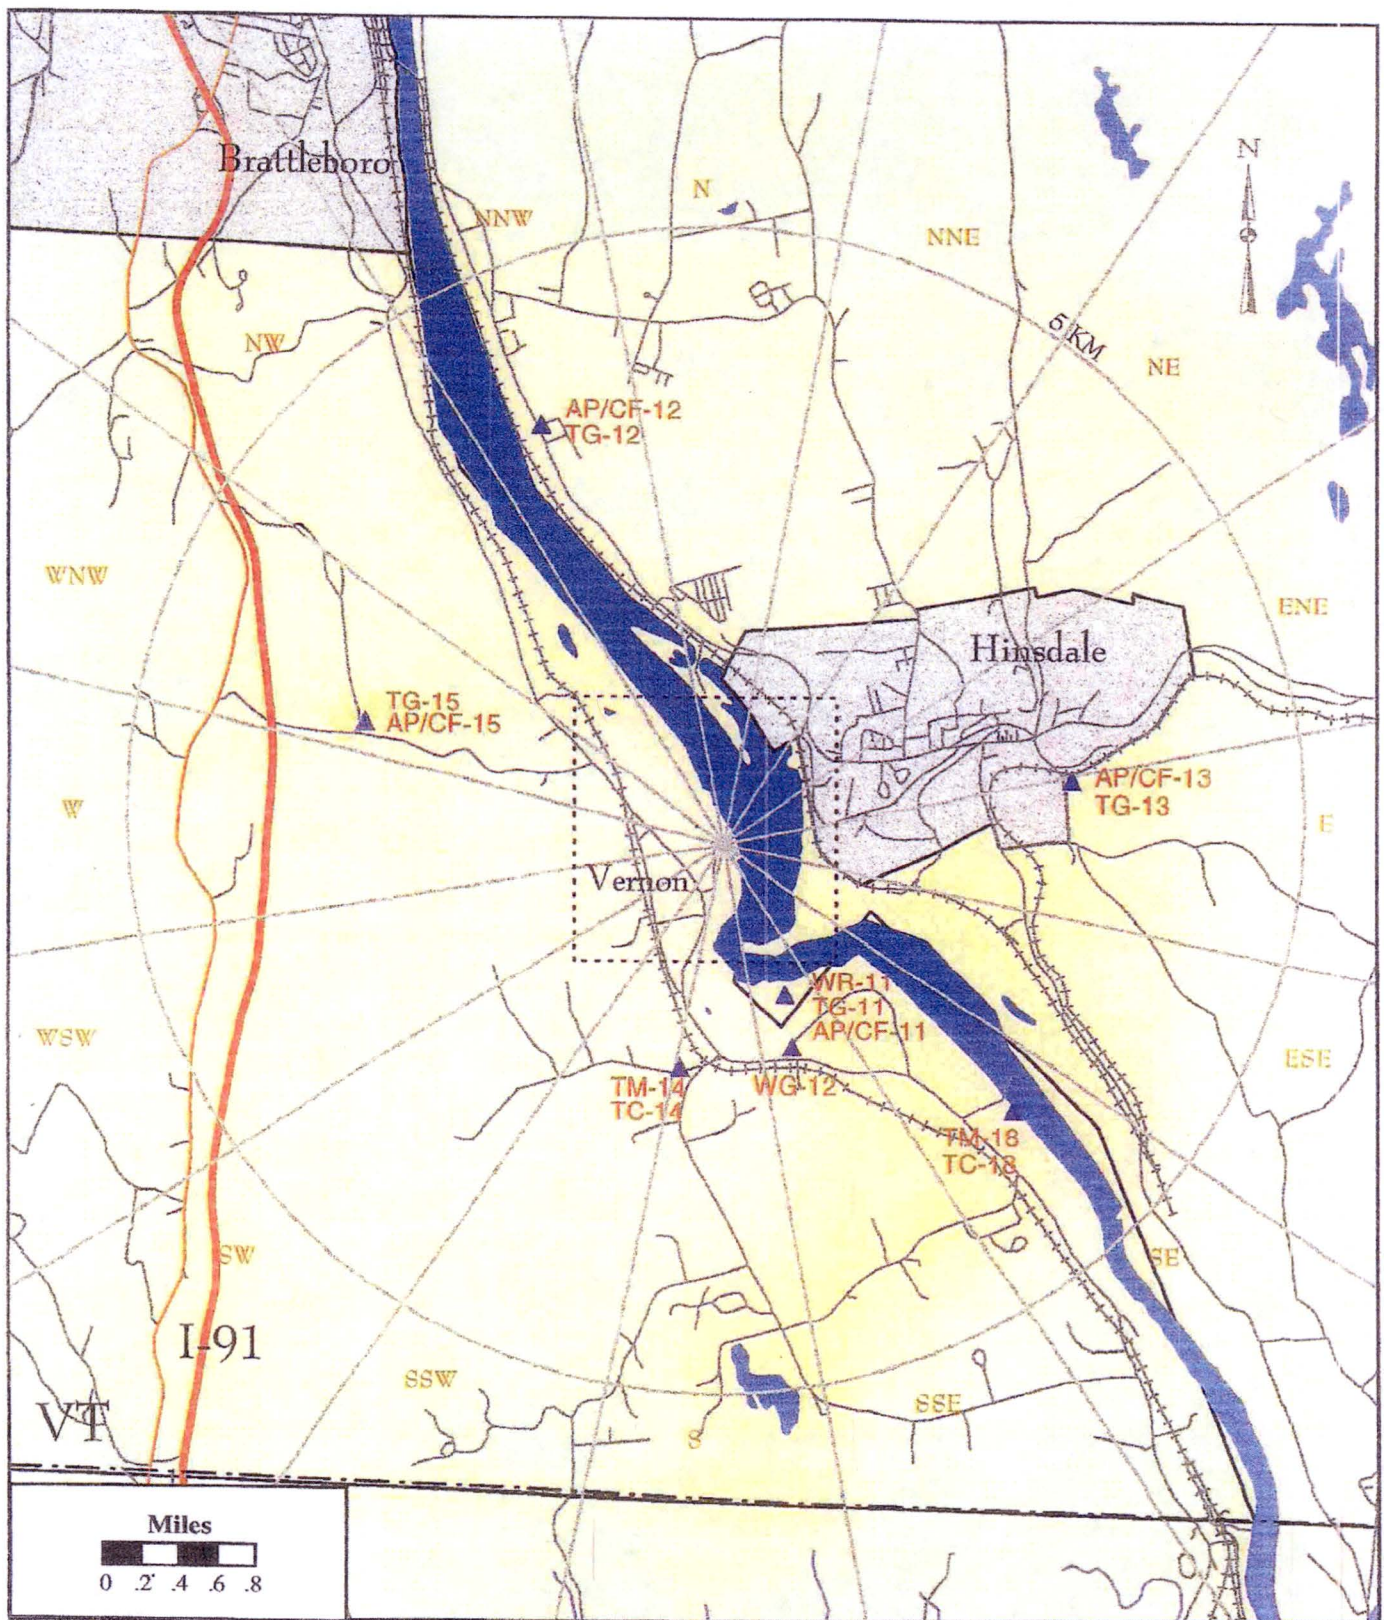 Brattleboro
N
NNW
N
NNE
NW
5 KM
NE
AP/CF-12
TG-12
WNW
ENE
Hinsdale
TG-15
AP/CF-15
AP/CF-13
TG-13
W
E
Vernon
WR-11
TG-11
AP/CF-11
WSW
ESE
TM-14
TC-14
WG-12
TM-18
TC-18
SW
SE
I-91
SSW
SSE
VT
S
Miles
0 .2 .4 .6 .8